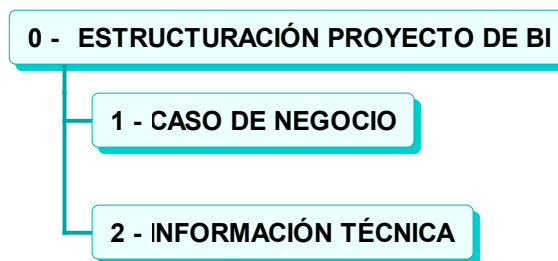 0 - ESTRUCTURACIÓN PROYECTO DE BI
1 - CASO DE NEGOCIO
2 - INFORMACIÓN TÉCNICA